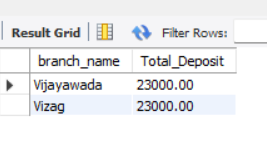 Result Grid Filter Rows:
branch_name Total_Deposit
Vijayawada 23000.00
Vizag 23000.00